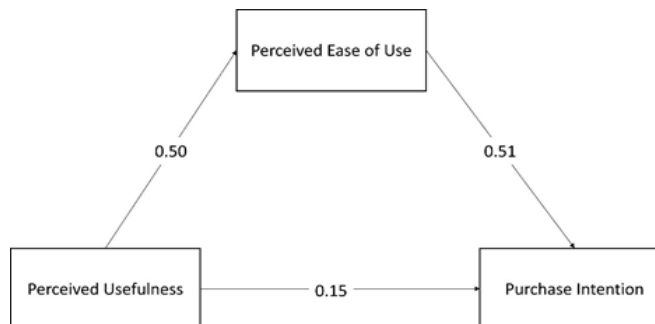 Perceived Ease of Use
0.50
0.51
Perceived Usefulness
0.15
Purchase Intention